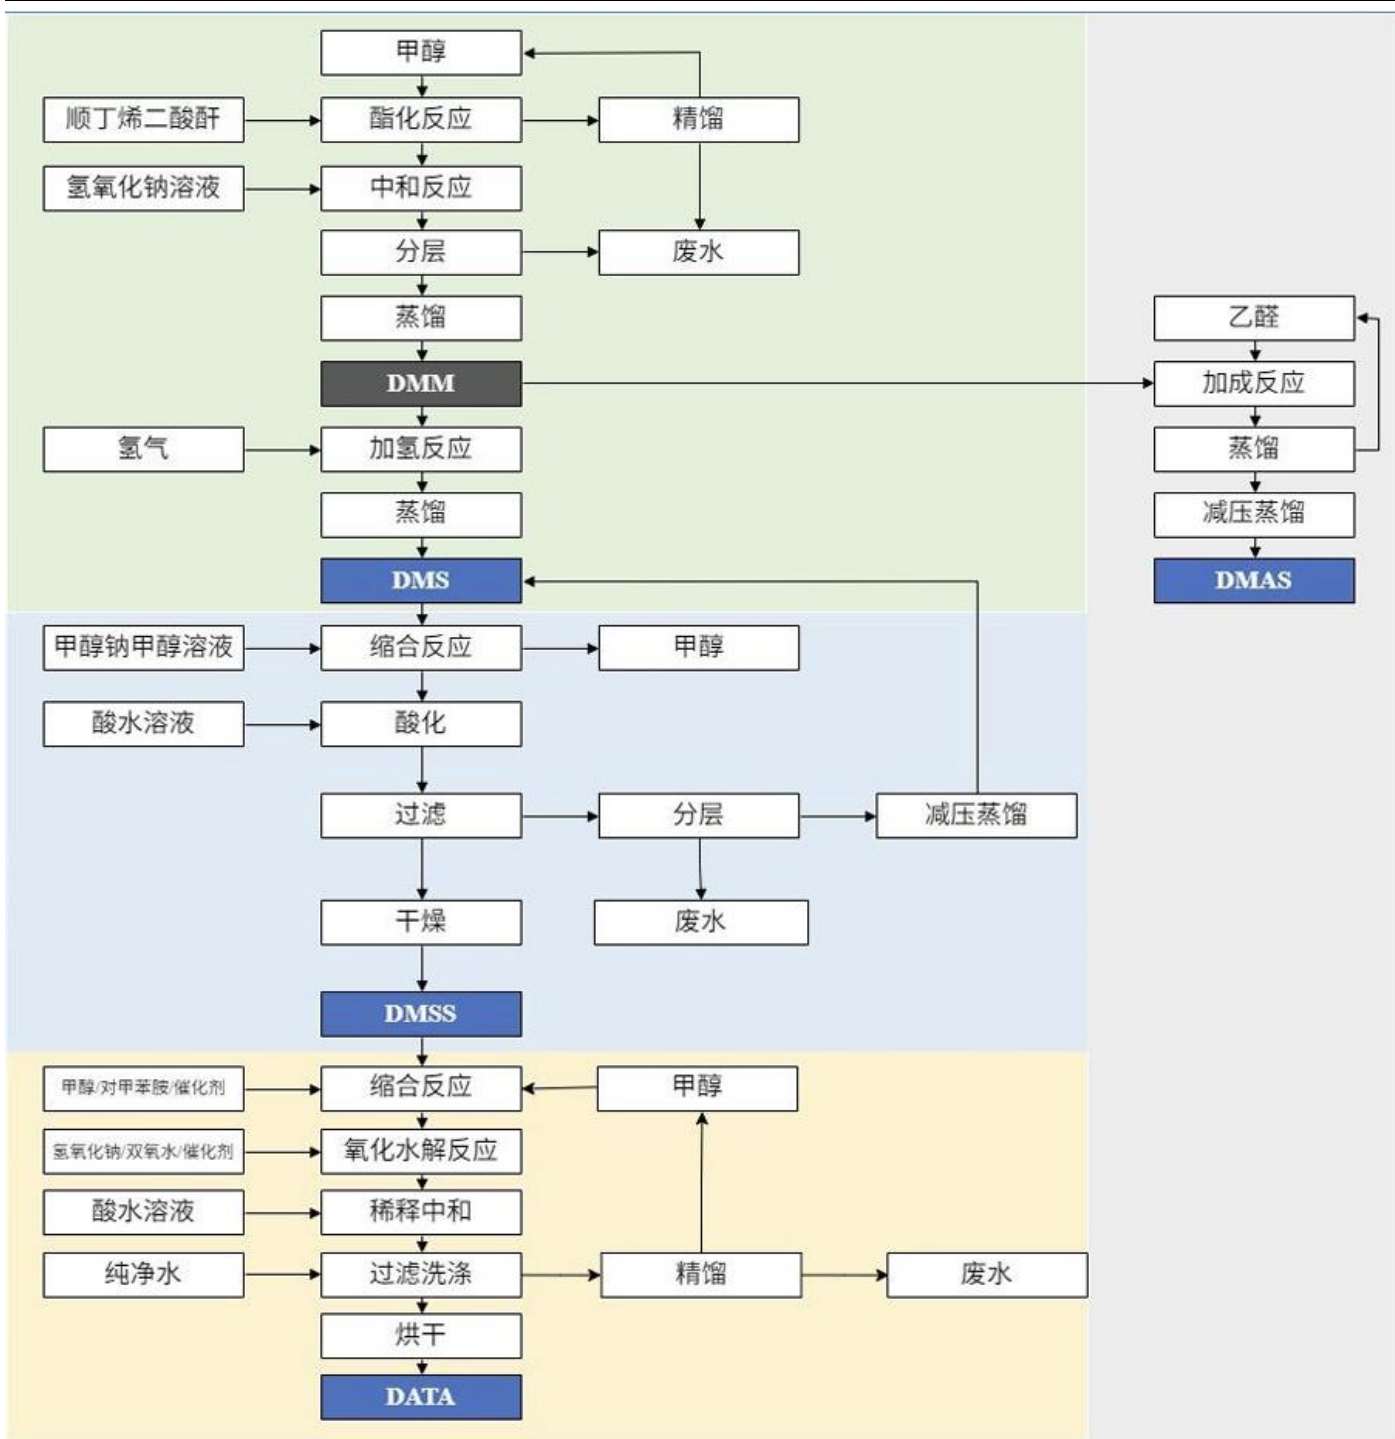 甲醇
顺丁烯二酸酐
酯化反应
精馏
氢氧化钠溶液
中和反应
分层
废水
蒸馏
乙醛
DMM
加成反应
氢气
加氢反应
蒸馏
蒸馏
减压蒸馏
DMS
DMAS
甲醇钠甲醇溶液
缩合反应
甲醇
酸水溶液
酸化
过滤
分层
减压蒸馏
干燥
废水
DMSS
甲醇/对甲苯胺/催化剂
缩合反应
甲醇
氢氧化钠/双氧水/催化剂
氧化水解反应
酸水溶液
稀释中和
纯净水
过滤洗涤
精馏
废水
烘干
DATA